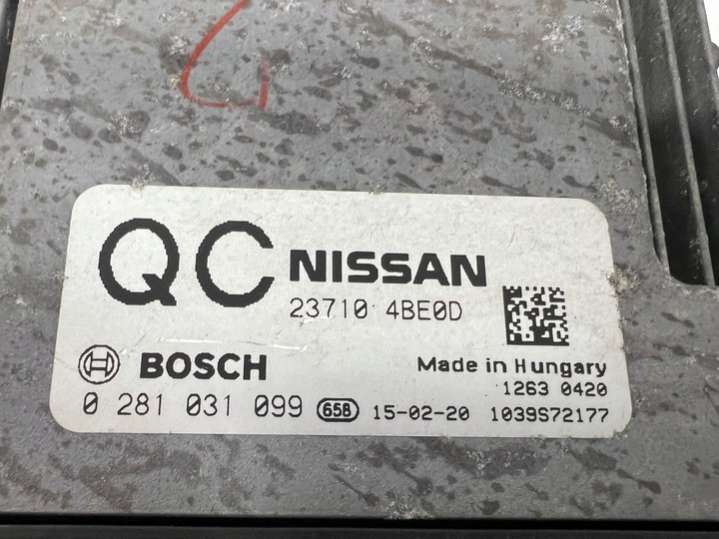 QC NISSAN
23710 4BE0D
BOSCH
Made in Hungary
1263 0420
0 281 031 099 658 15-02-20 1039S72177